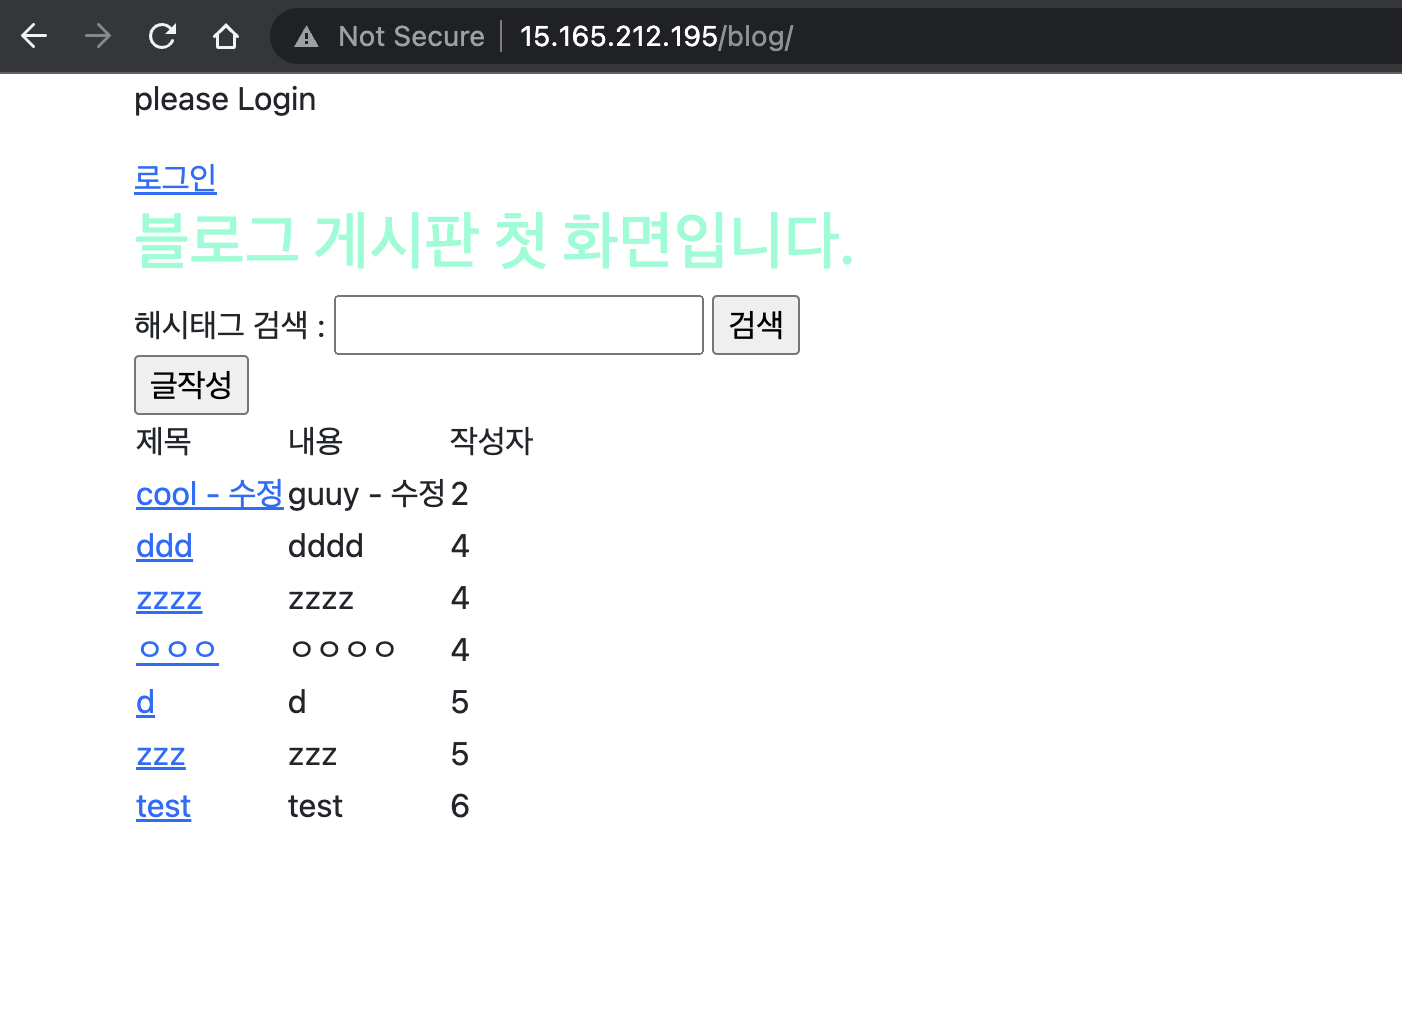 Not Secure | 15.165.212.195/blog/
please Login
로그인
블로그 게시판 첫 화면입니다.
해시태그 검색 : 검색
글작성
제목 내용 작성자
cool - 수정 guuy - 수정 2
ddd dddd 4
zzzz zzzz 4
ㅇㅇㅇ ㅇㅇㅇㅇ 4
d d 5
zzz zzz 5
test test 6